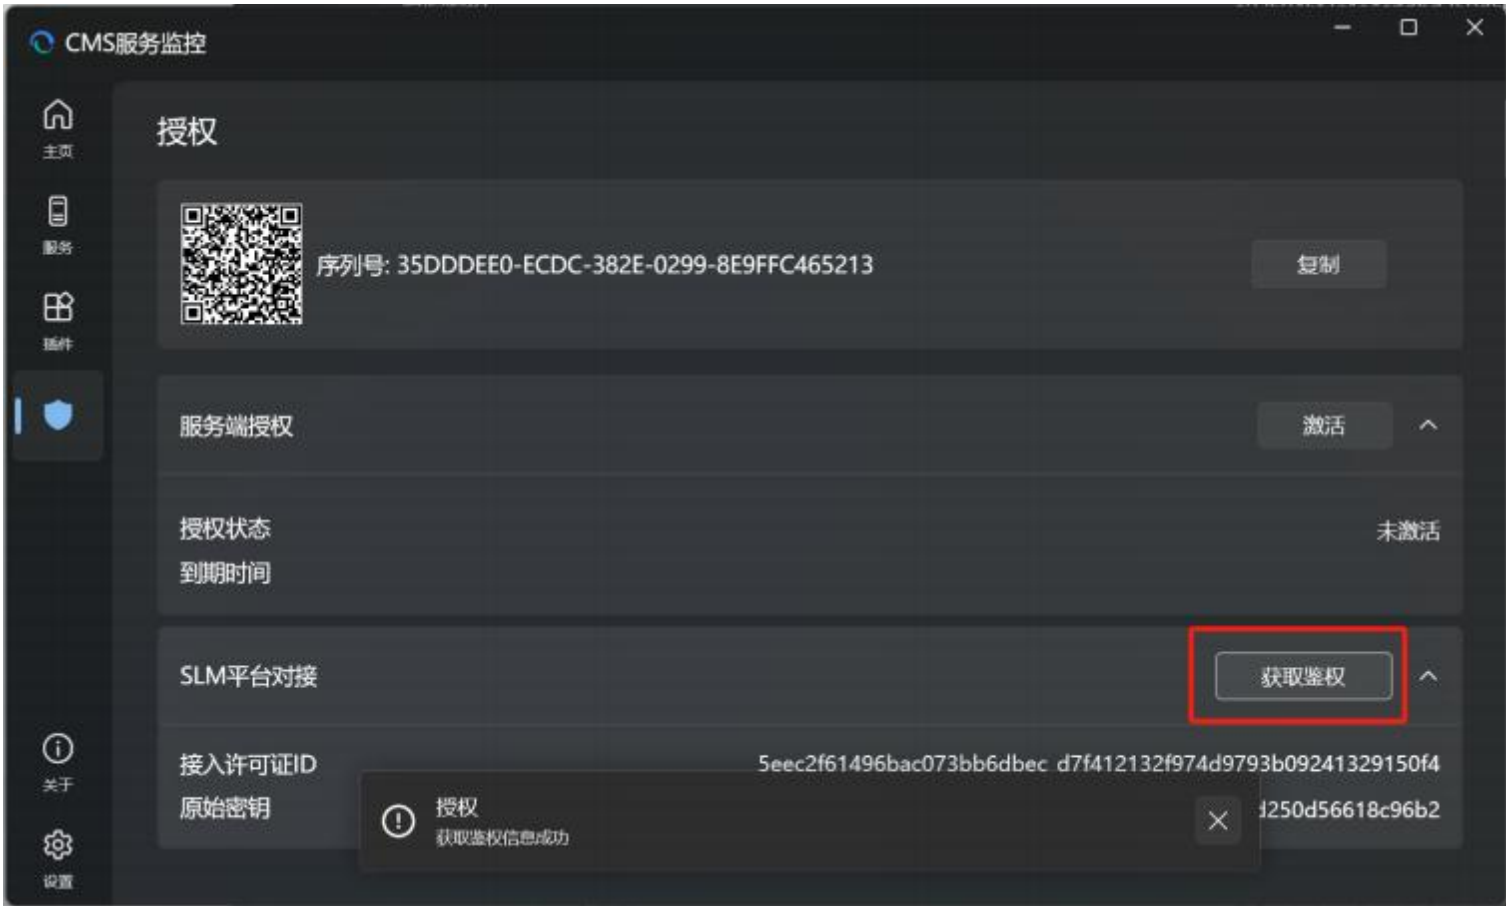 CMS服务监控
主页
服务
插件
关于
设置
授权
序列号: 35DDDEE0-ECDC-382E-0299-8E9FFC465213
复制
服务端授权
激活
授权状态
未激活
到期时间
SLM平台对接
获取鉴权
接入许可证ID
5eec2f61496bac073bb6dbec d7f412132f974d9793b09241329150f4
原始密钥
d250d56618c96b2
授权
获取鉴权信息成功